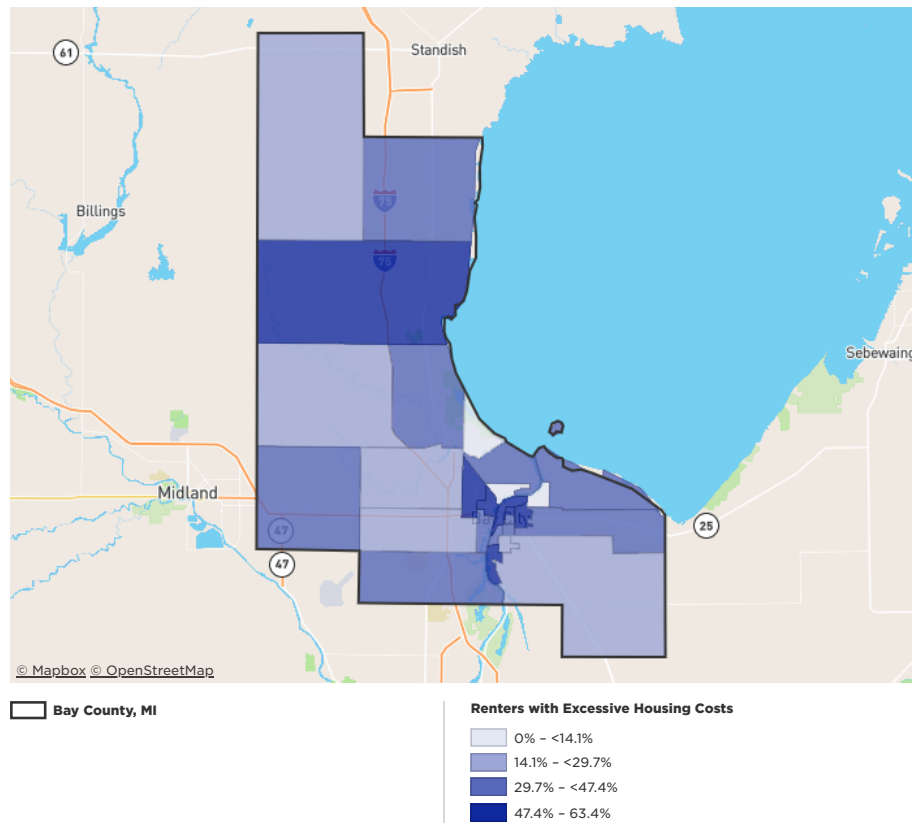 61
Standish
75
Billings
75
Sebewaing
Midland
25
47
47
© Mapbox © OpenStreetMap
Bay County, MI
Renters with Excessive Housing Costs
0% – <14.1%
14.1% – <29.7%
29.7% – <47.4%
47.4% – 63.4%